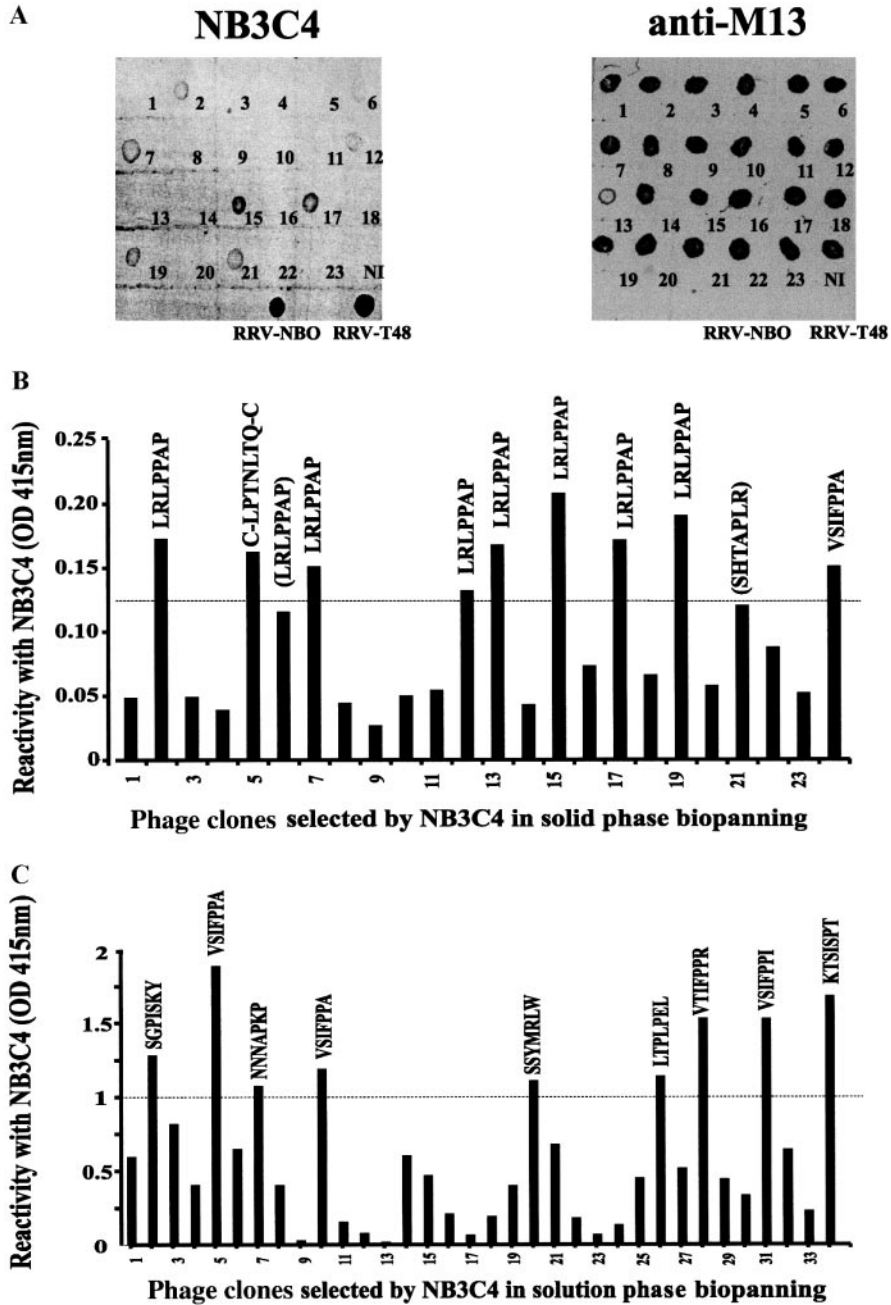 A
NB3C4
anti-M13
1 2 3 4 5 6
7 8 9 10 11 12
13 14 15 16 17 18
19 20 21 22 23 NI
RRV-NBO RRV-T48
1 2 3 4 5 6
7 8 9 10 11 12
13 14 15 16 17 18
19 20 21 22 23 NI
RRV-NBO RRV-T48
B
Reactivity with NB3C4 (OD 415nm)
0.25
0.20
0.15
0.10
0.05
0
LRLPPAP
C-LPTNLTQ-C
(LRLPPAP)
LRLPPAP
LRLPPAP
LRLPPAP
LRLPPAP
LRLPPAP
LRLPPAP
(SHTAPLR)
VSIFPPA
1 3 5 7 9 11 13 15 17 19 21 23
Phage clones selected by NB3C4 in solid phase biopanning
C
Reactivity with NB3C4 (OD 415nm)
2
1.5
1
0.5
0
SGPISKY
VSIFPPA
NNNAPKP
VSIFPPA
SSYMRLW
LTPLPEL
VTIFPPR
VSIFPPI
KTSISPT
1 3 5 7 9 11 13 15 17 19 21 23 25 27 29 31 33
Phage clones selected by NB3C4 in solution phase biopanning